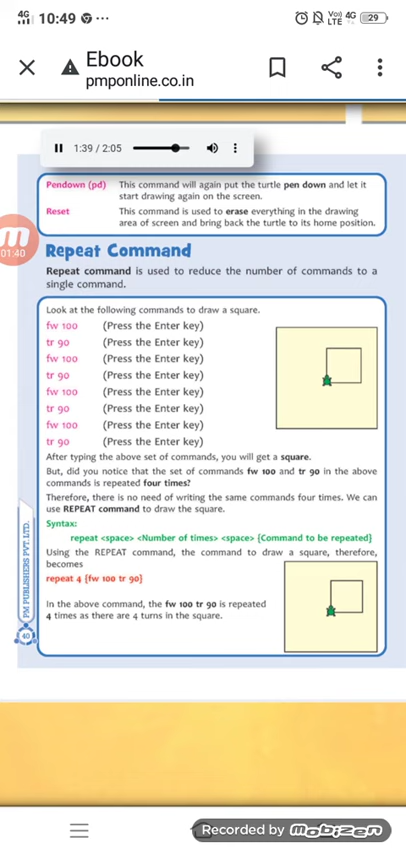 4G 10:49 ... Vo)) LTE 4G 29
Ebook
pmponline.co.in
1:39 / 2:05
Pendown (pd) This command will again put the turtle pen down and let it
start drawing again on the screen.
Reset This command is used to erase everything in the drawing
area of screen and bring back the turtle to its home position.
01:40
Repeat Command
Repeat command is used to reduce the number of commands to a
single command.
Look at the following commands to draw a square.
fw 100 (Press the Enter key)
tr 90 (Press the Enter key)
fw 100 (Press the Enter key)
tr 90 (Press the Enter key)
fw 100 (Press the Enter key)
tr 90 (Press the Enter key)
fw 100 (Press the Enter key)
tr 90 (Press the Enter key)
After typing the above set of commands, you will get a square.
But, did you notice that the set of commands fw 100 and tr 90 in the above
commands is repeated four times?
Therefore, there is no need of writing the same commands four times. We can
use REPEAT command to draw the square.
Syntax:
repeat <space> <Number of times> <space> {Command to be repeated}
Using the REPEAT command, the command to draw a square, therefore,
becomes
repeat 4 {fw 100 tr 90}
In the above command, the fw 100 tr 90 is repeated
4 times as there are 4 turns in the square.
PM PUBLISHERS PVT. LTD.
40
Recorded by mobizen